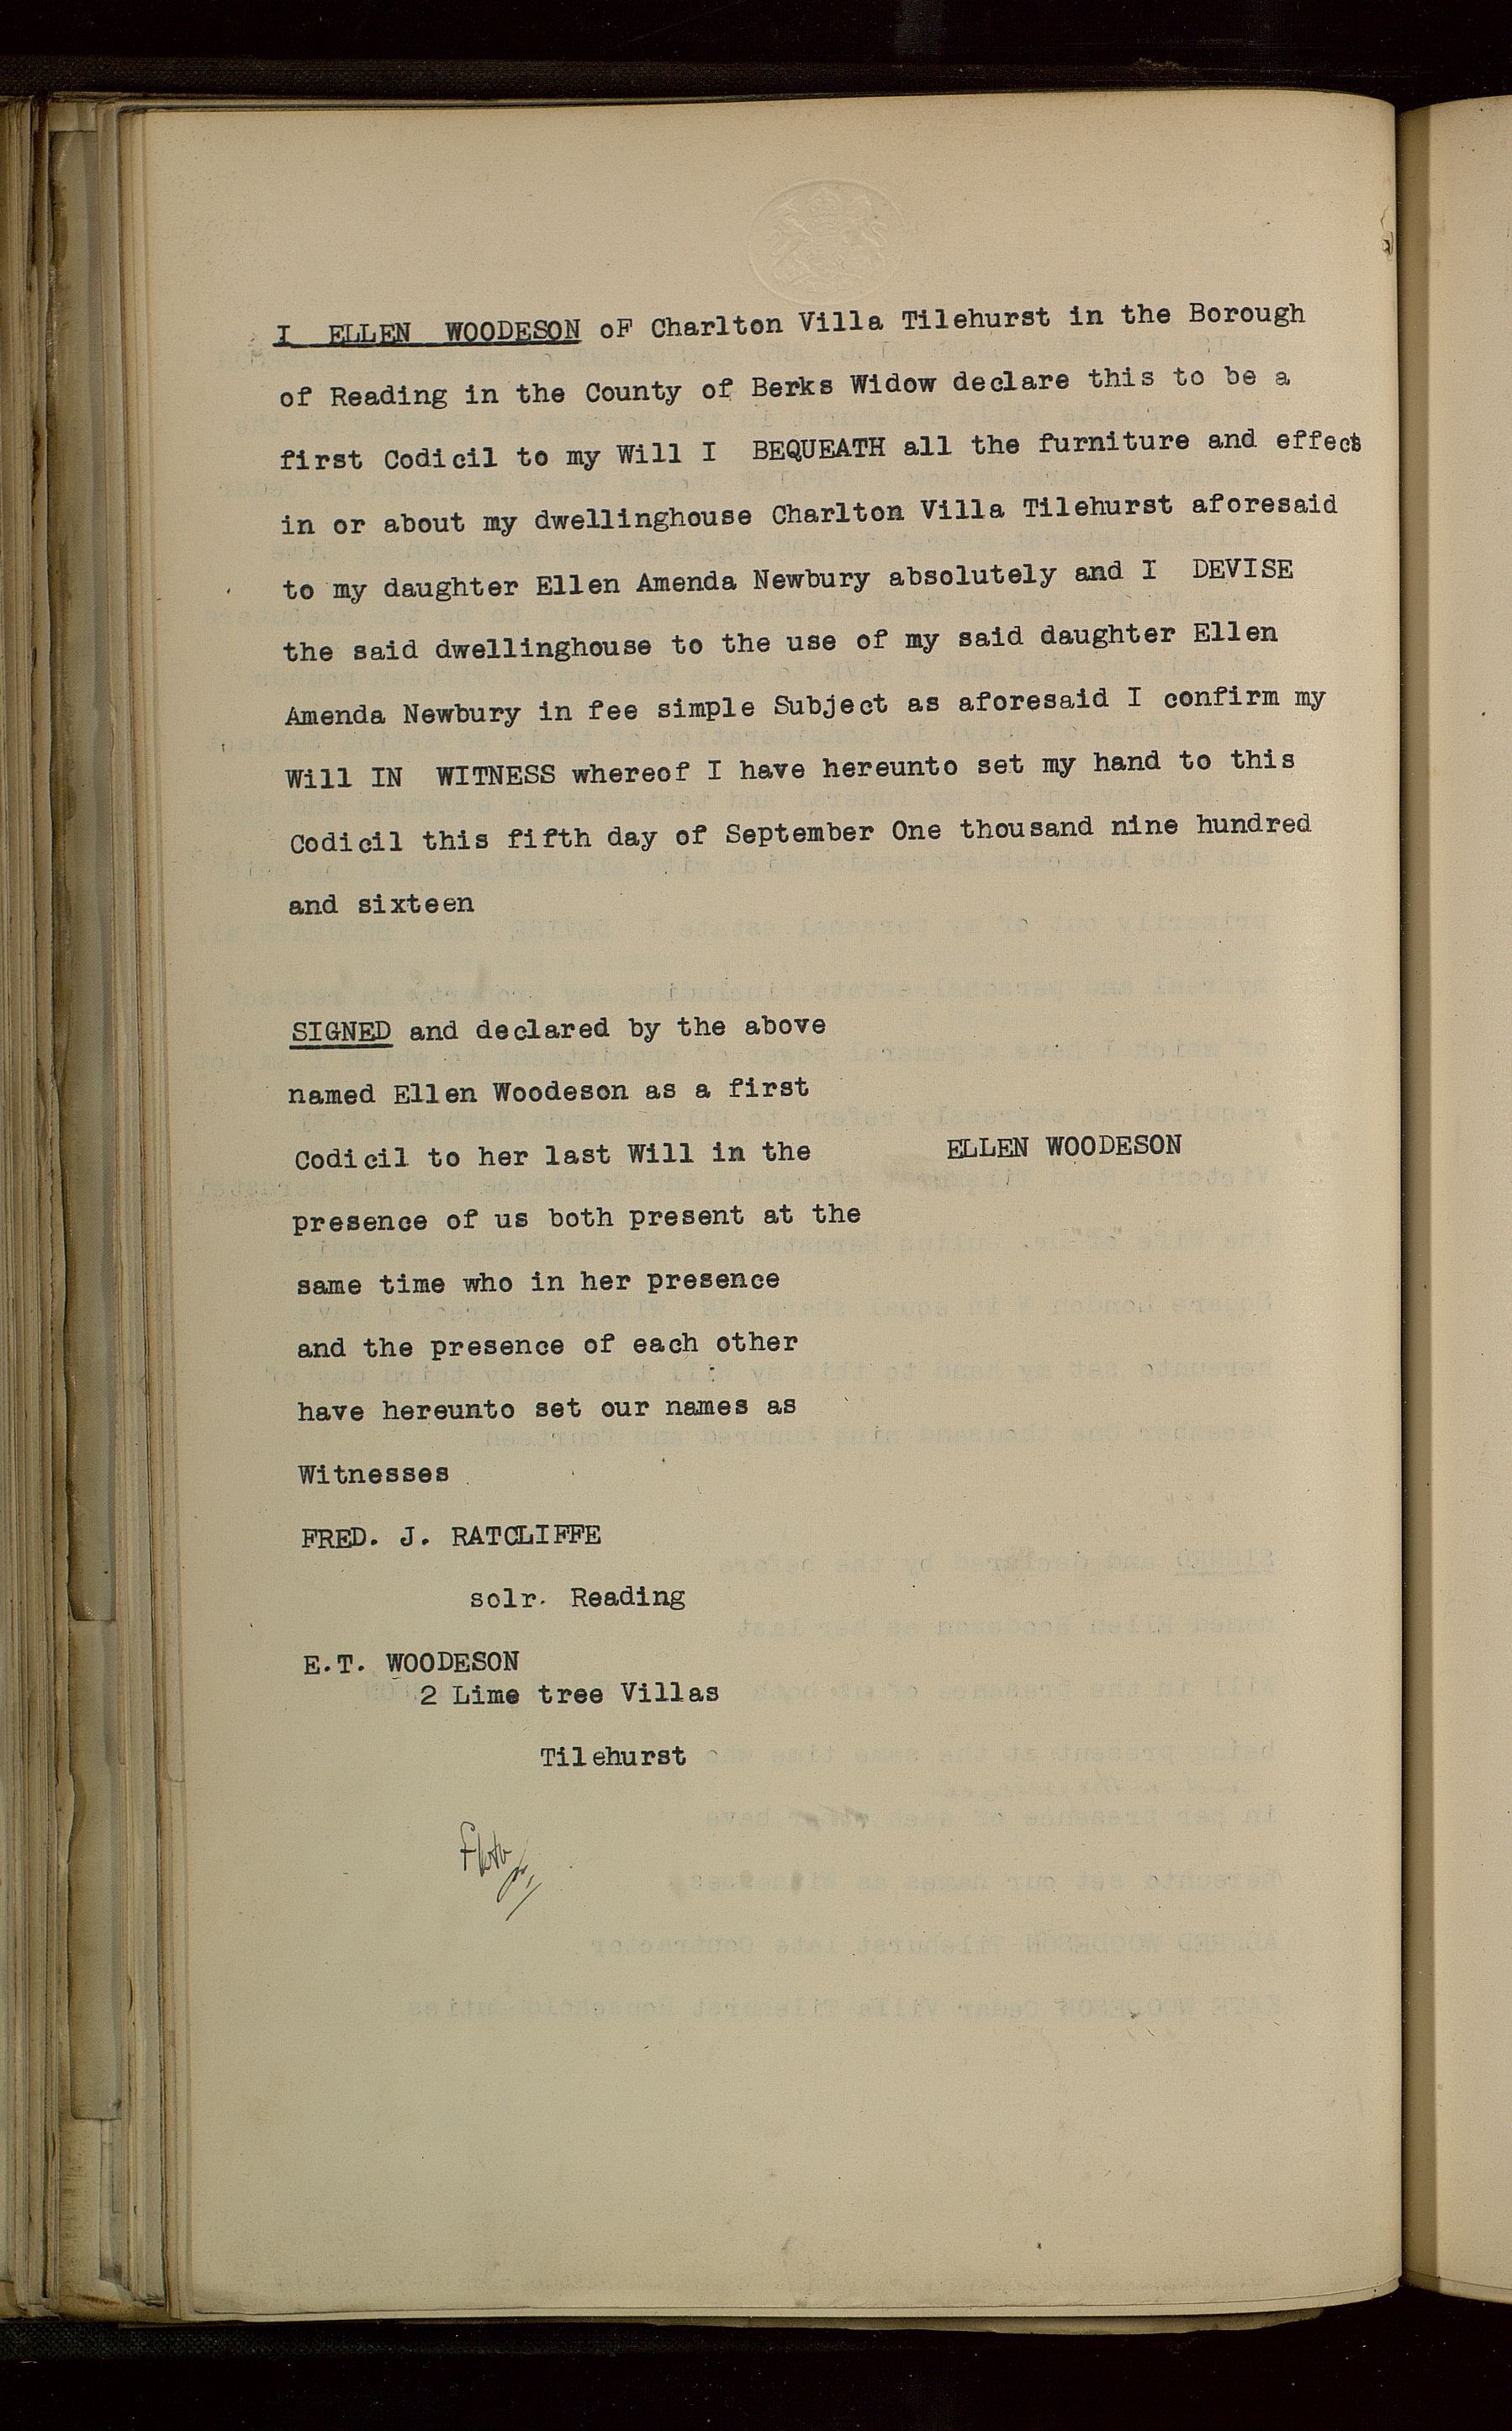 I ELLEN WOODESON oF Charlton Villa Tilehurst in the Borough
of Reading in the County of Berks Widow declare this to be a
first Codicil to my Will I BEQUEATH all the furniture and effects
in or about my dwellinghouse Charlton Villa Tilehurst aforesaid
to my daughter Ellen Amenda Newbury absolutely and I DEVISE
the said dwellinghouse to the use of my said daughter Ellen
Amenda Newbury in fee simple Subject as aforesaid I confirm my
Will IN WITNESS whereof I have hereunto set my hand to this
Codicil this fifth day of September One thousand nine hundred
and sixteen
SIGNED and declared by the above
named Ellen Woodeson as a first
Codicil to her last Will in the
ELLEN WOODESON
presence of us both present at the
same time who in her presence
and the presence of each other
have hereunto set our names as
Witnesses
FRED. J. RATCLIFFE
solr. Reading
E.T. WOODESON
2 Lime tree Villas
Tilehurst